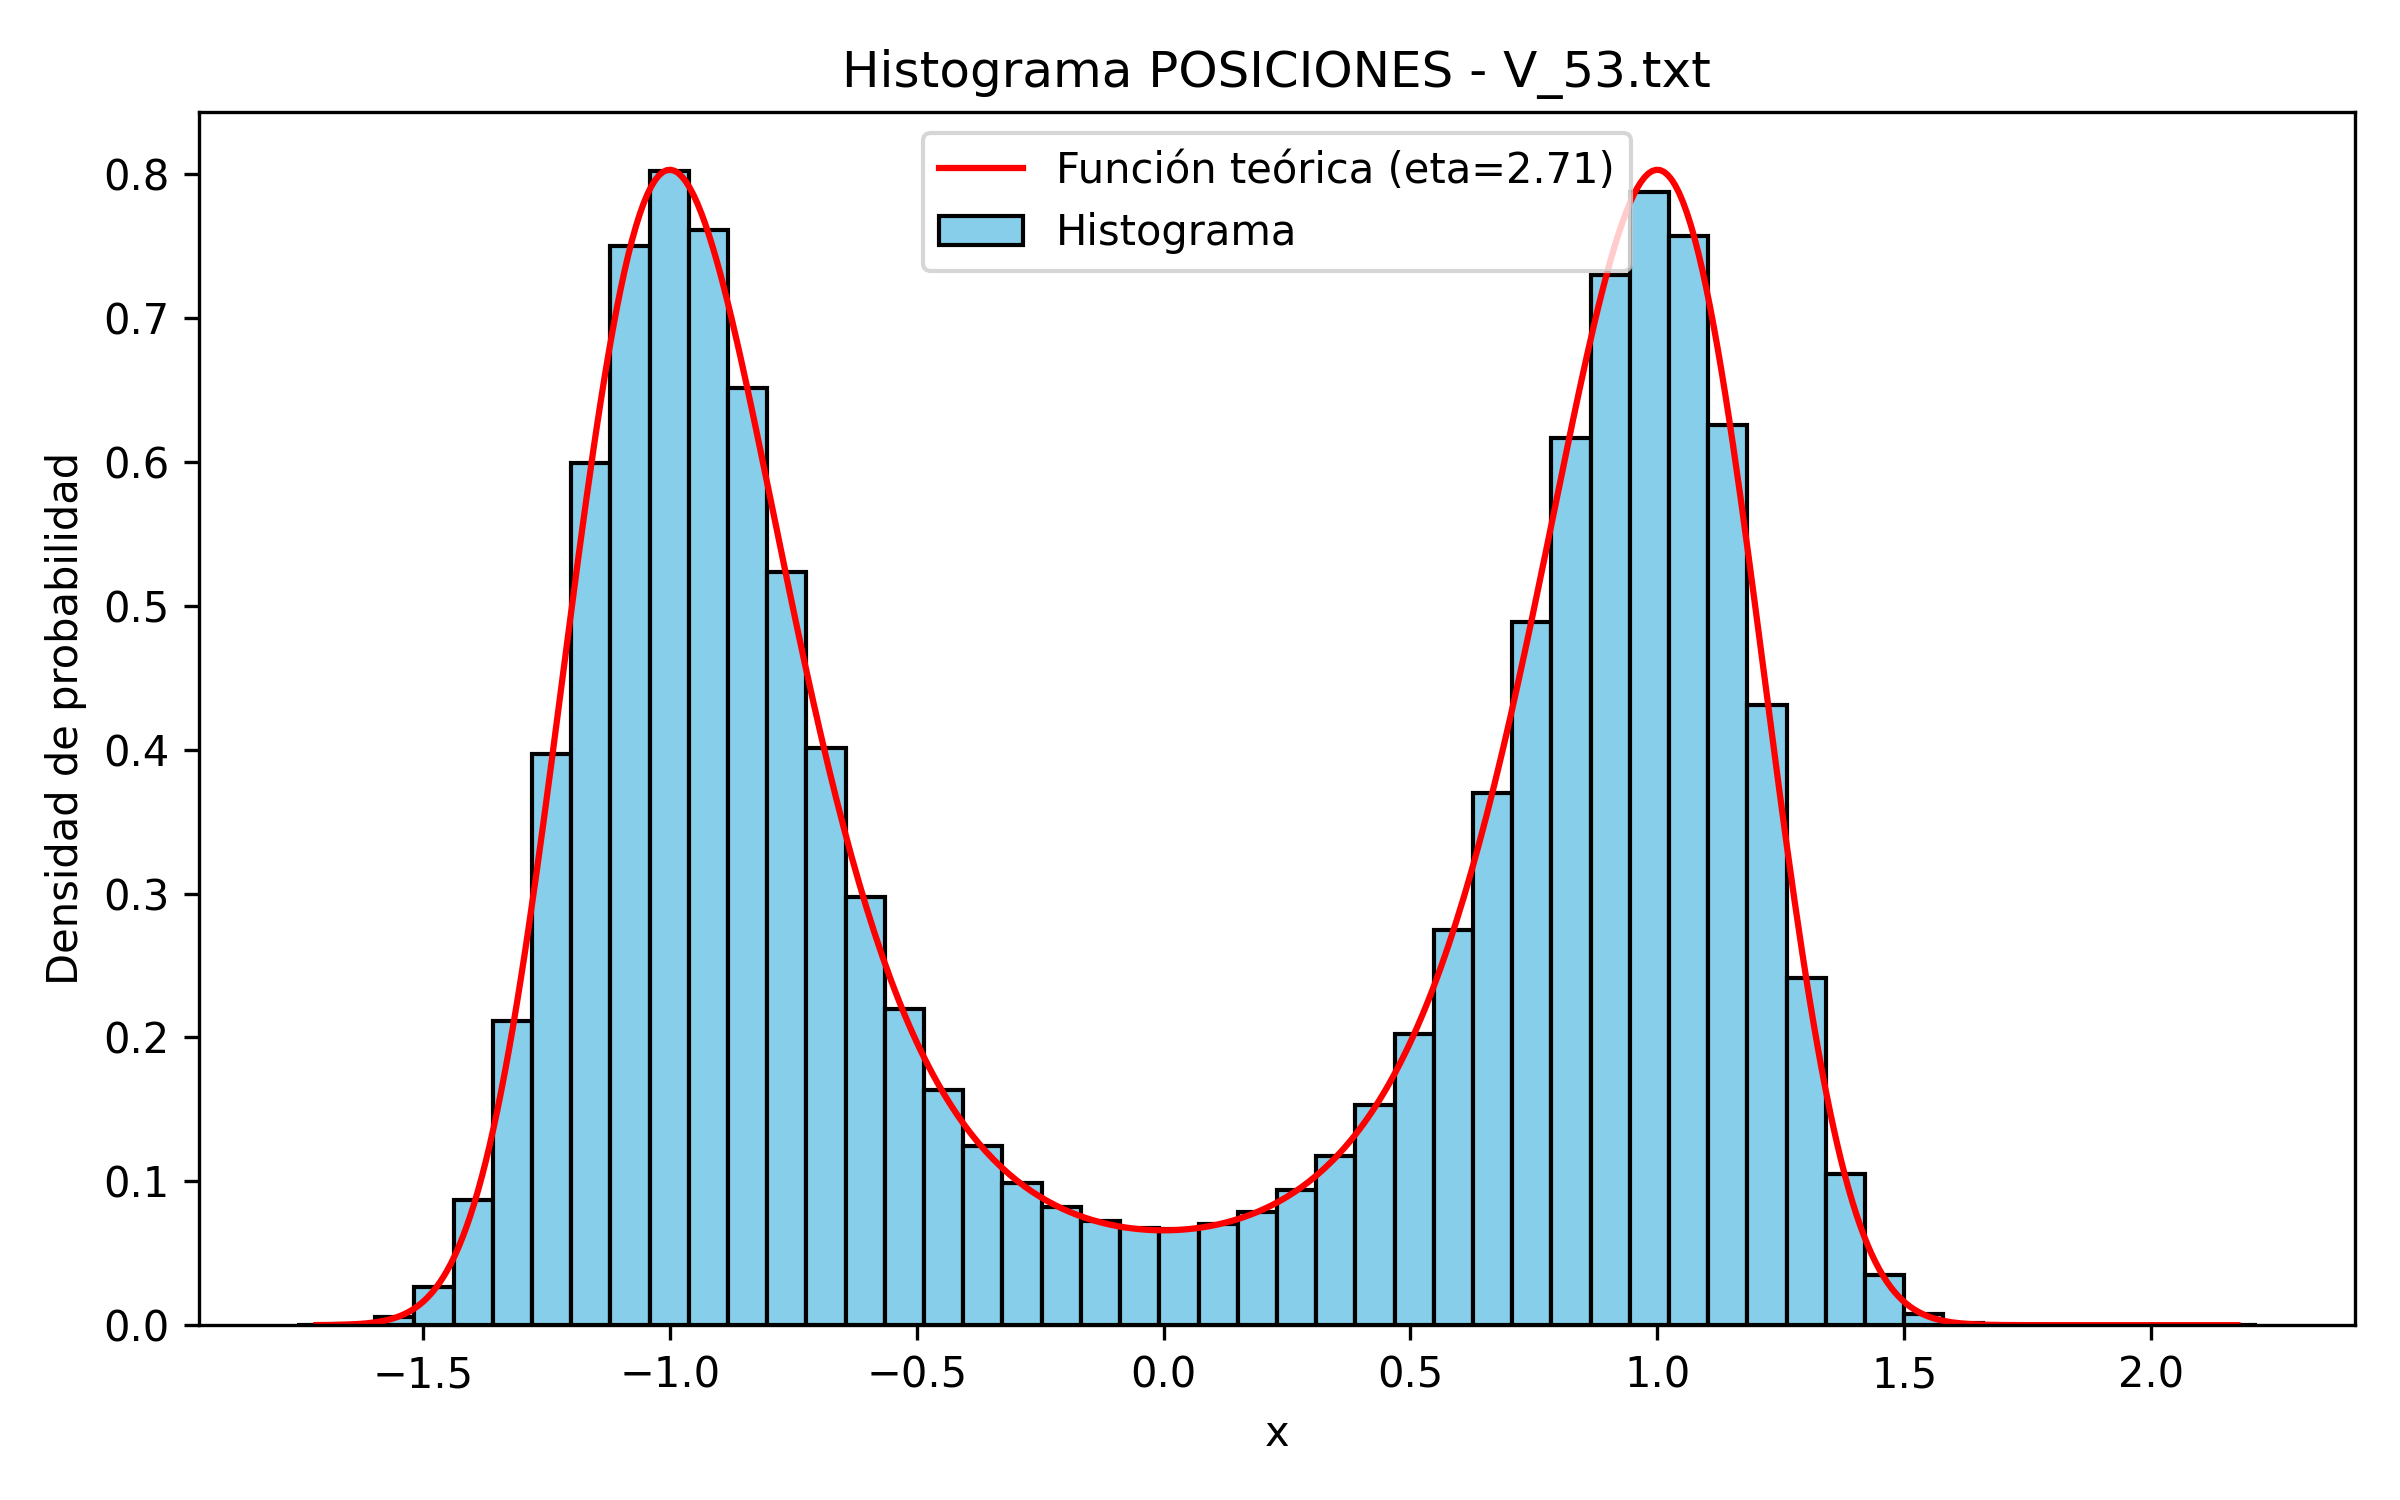 Histograma POSICIONES - V_53.txt
Función teórica (eta=2.71)
Histograma
Densidad de probabilidad
0.8
0.7
0.6
0.5
0.4
0.3
0.2
0.1
0.0
−1.5 −1.0 −0.5 0.0 0.5 1.0 1.5 2.0
x